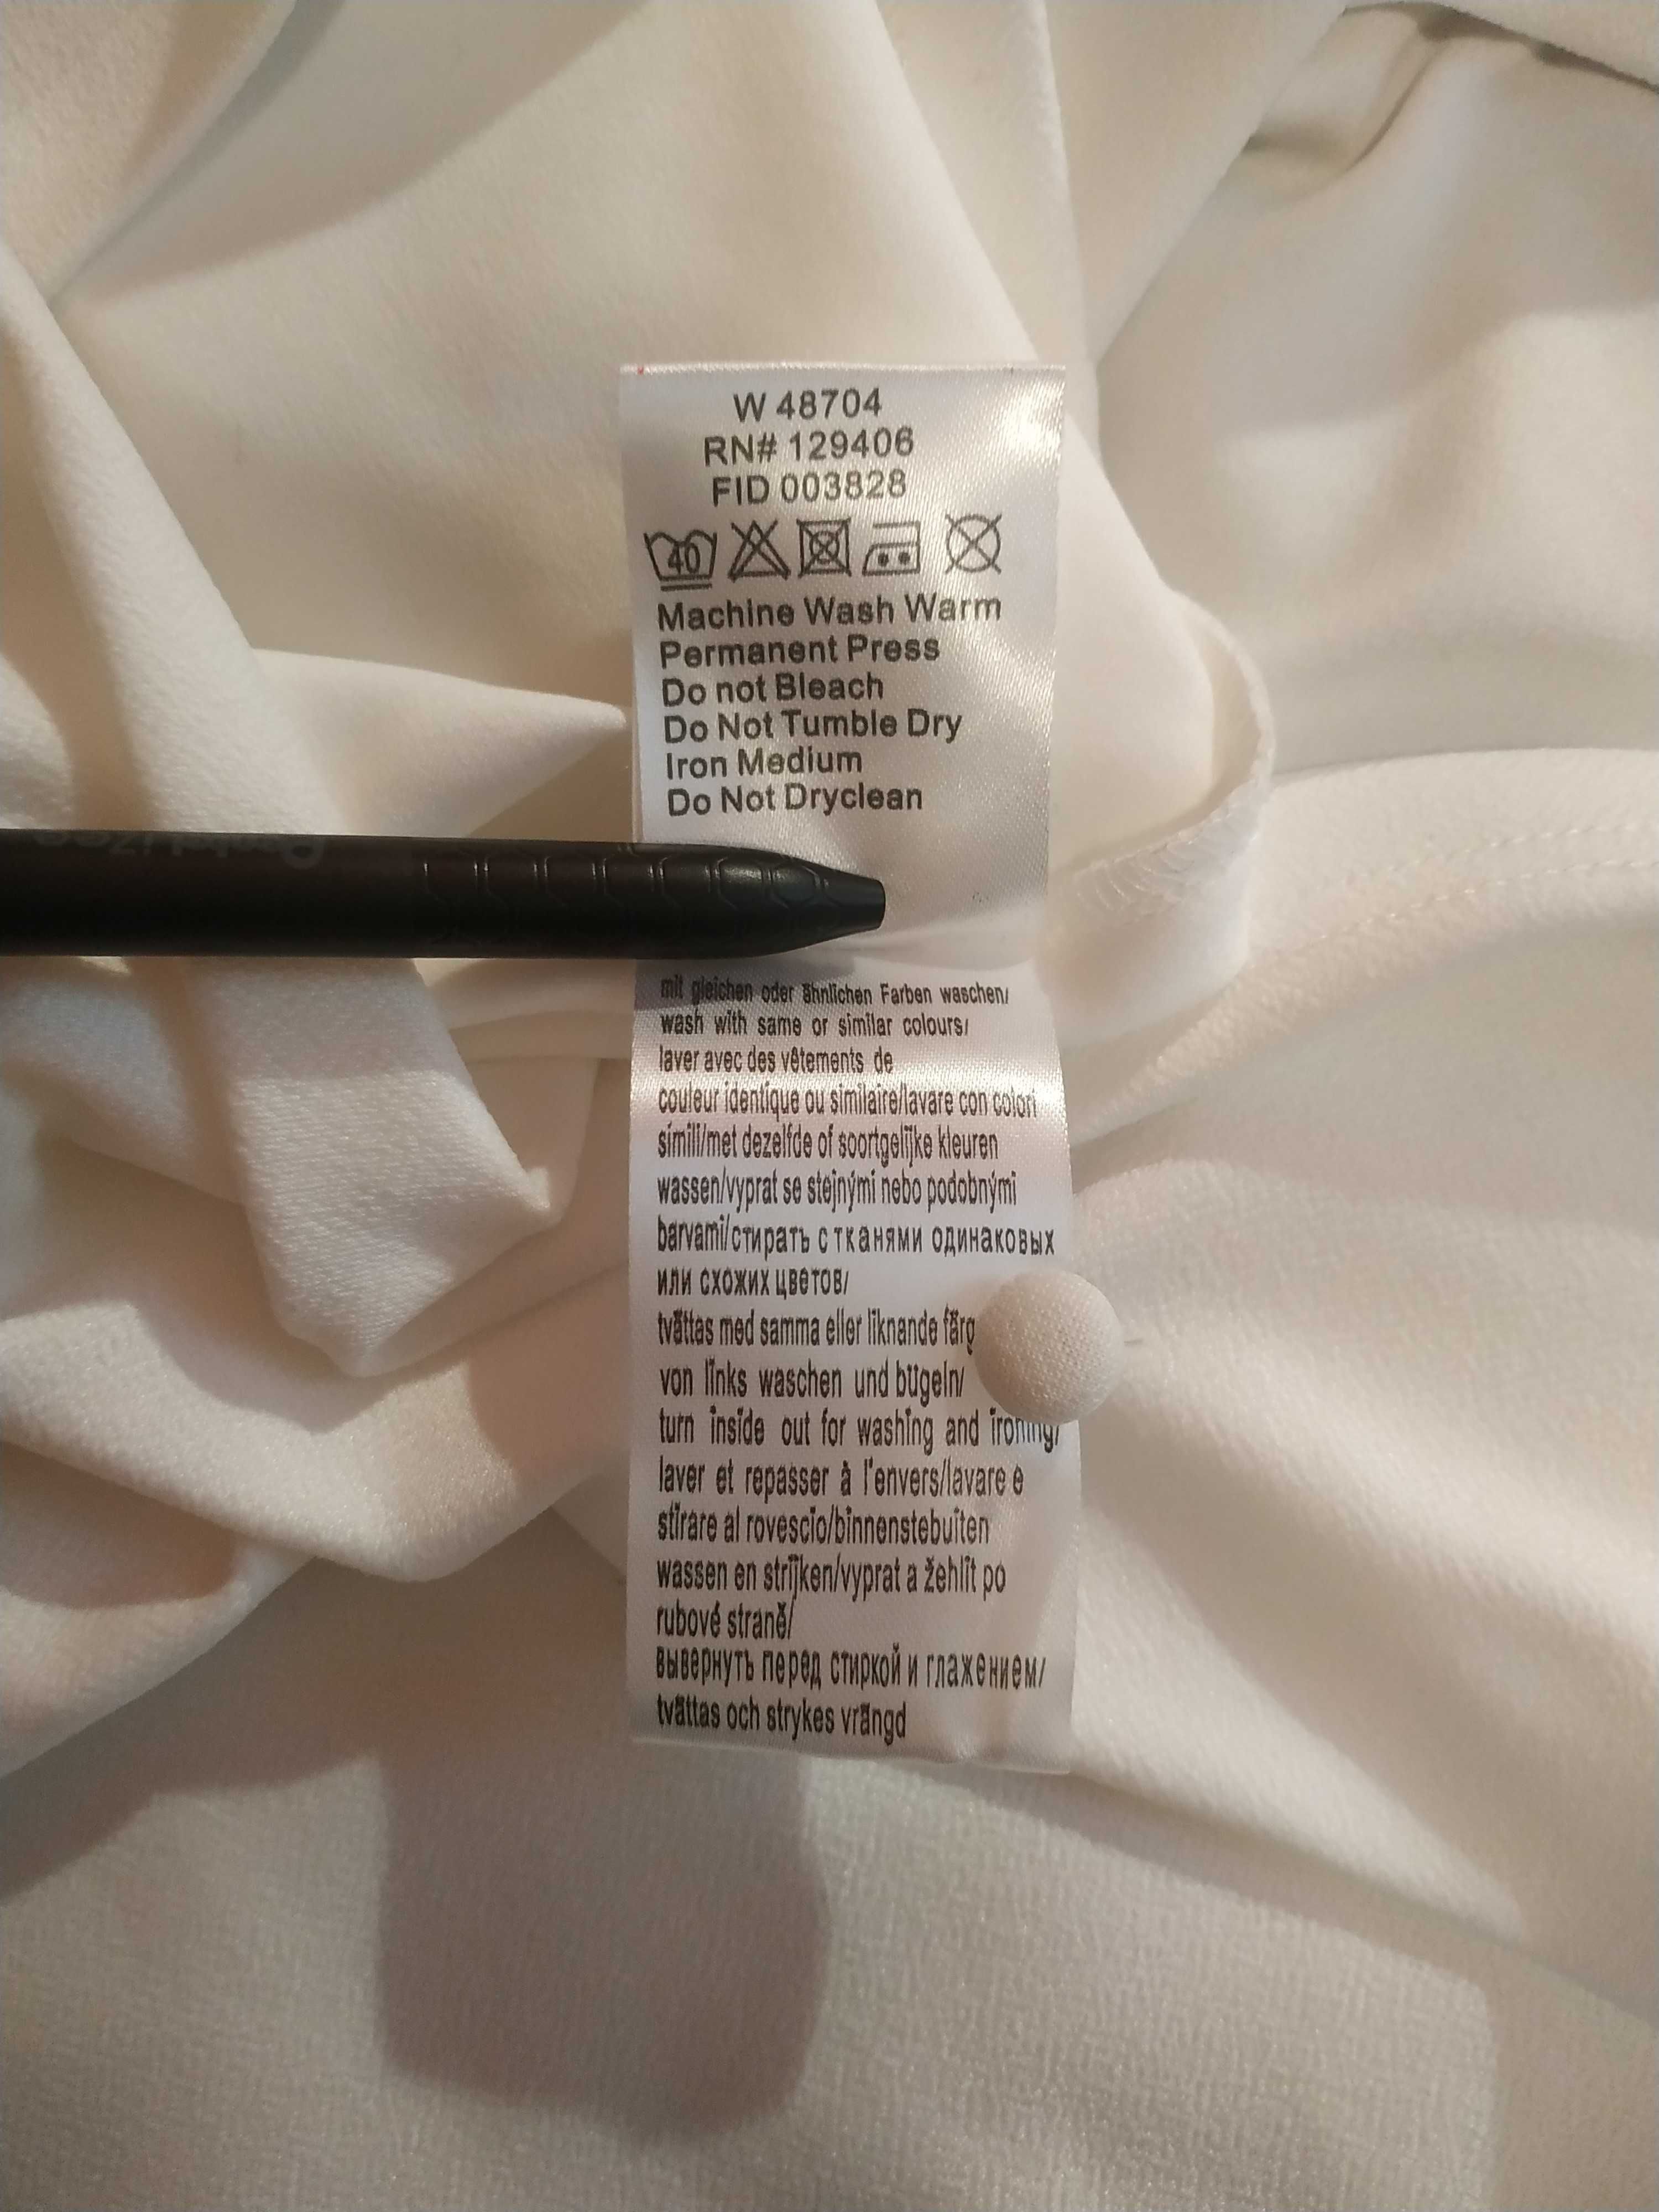 W 48704
RN# 129406
FID 003828
40
Machine Wash Warm
Permanent Press
Do not Bleach
Do Not Tumble Dry
Iron Medium
Do Not Dryclean
mit gleichen oder ähnlichen Farben waschen/
wash with same or similar colours/
laver avec des vêtements de
couleur identique ou similaire/lavare con colori
simili/met dezelfde of soortgelijke kleuren
wassen/vyprat se stejnými nebo podobnými
barvami/стирать с тканями одинаковых
или схожих цветов/
tvättas med samma eller liknande färg
von links waschen und bügeln/
turn inside out for washing and ironing/
laver et repasser à l'envers/lavare e
stirare al rovescio/binnenstebuiten
wassen en strijken/vyprat a žehlit po
rubové straně/
вывернуть перед стиркой и глажением/
tvättas och strykes vrängd